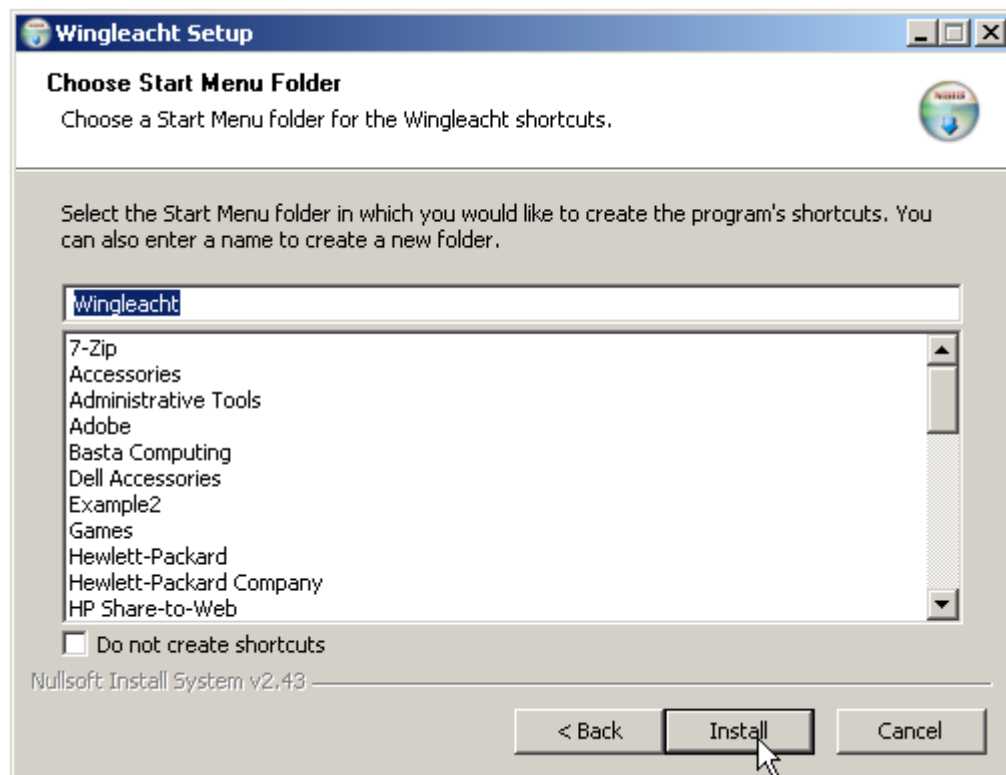 Wingleacht Setup
Choose Start Menu Folder
Choose a Start Menu folder for the Wingleacht shortcuts.
Select the Start Menu folder in which you would like to create the program's shortcuts. You
can also enter a name to create a new folder.
Wingleacht
7-Zip
Accessories
Administrative Tools
Adobe
Basta Computing
Dell Accessories
Example2
Games
Hewlett-Packard
Hewlett-Packard Company
HP Share-to-Web
Do not create shortcuts
Nullsoft Install System v2.43
< Back
Install
Cancel